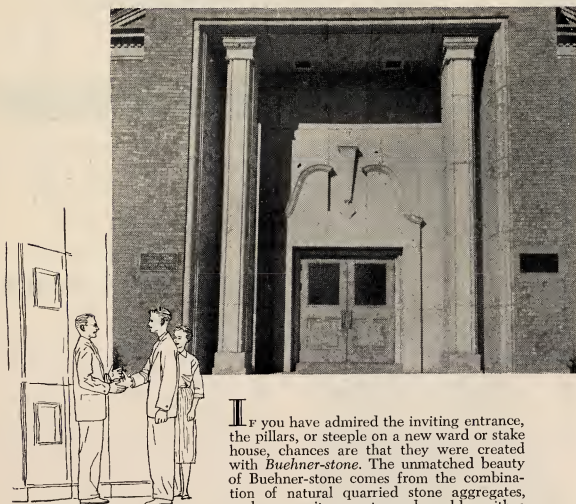 IF you have admired the inviting entrance,
the pillars, or steeple on a new ward or stake
house, chances are that they were created
with Buehner-stone. The unmatched beauty
of Buehner-stone comes from the combina-
tion of natural quarried stone aggregates,